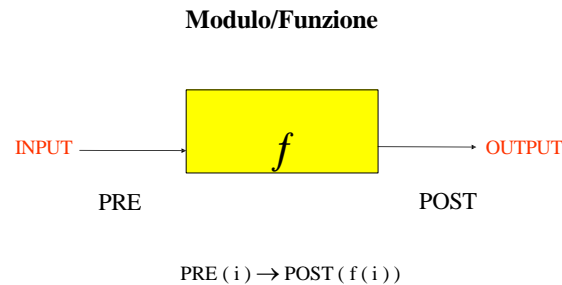 Modulo/Funzione
INPUT f OUTPUT
PRE POST
PRE ( i ) → POST ( f ( i ) )